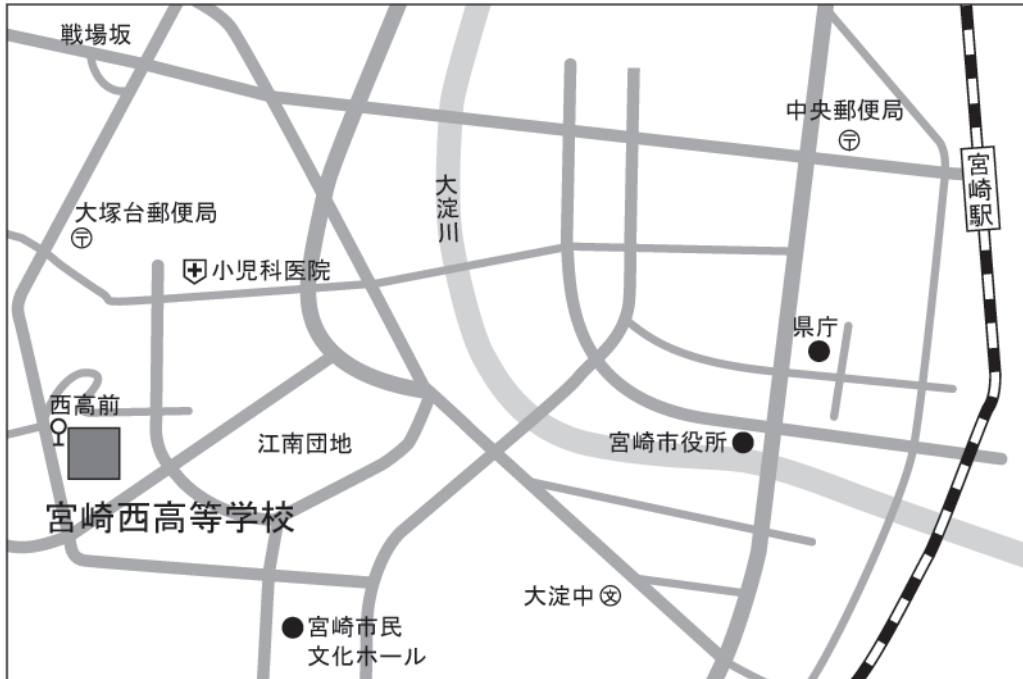 戦場坂
中央郵便局
宮崎駅
大淀川
大塚台郵便局
小児科医院
県庁
西高前
江南団地
宮崎市役所
宮崎西高等学校
大淀中
文
宮崎市民
文化ホール